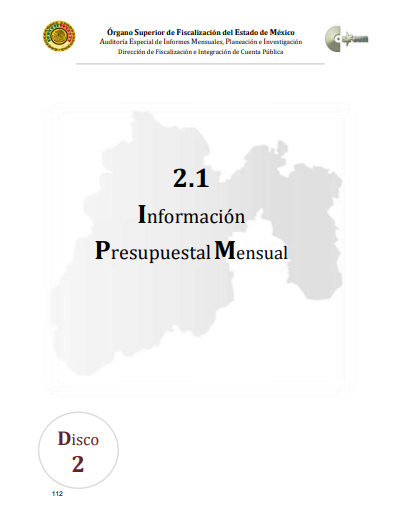 Órgano Superior de Fiscalización del Estado de México
Auditoría Especial de Informes Mensuales, Planeación e Investigación
Dirección de Fiscalización e Integración de Cuenta Pública
2.1
Información
Presupuestal Mensual
Disco
2
112